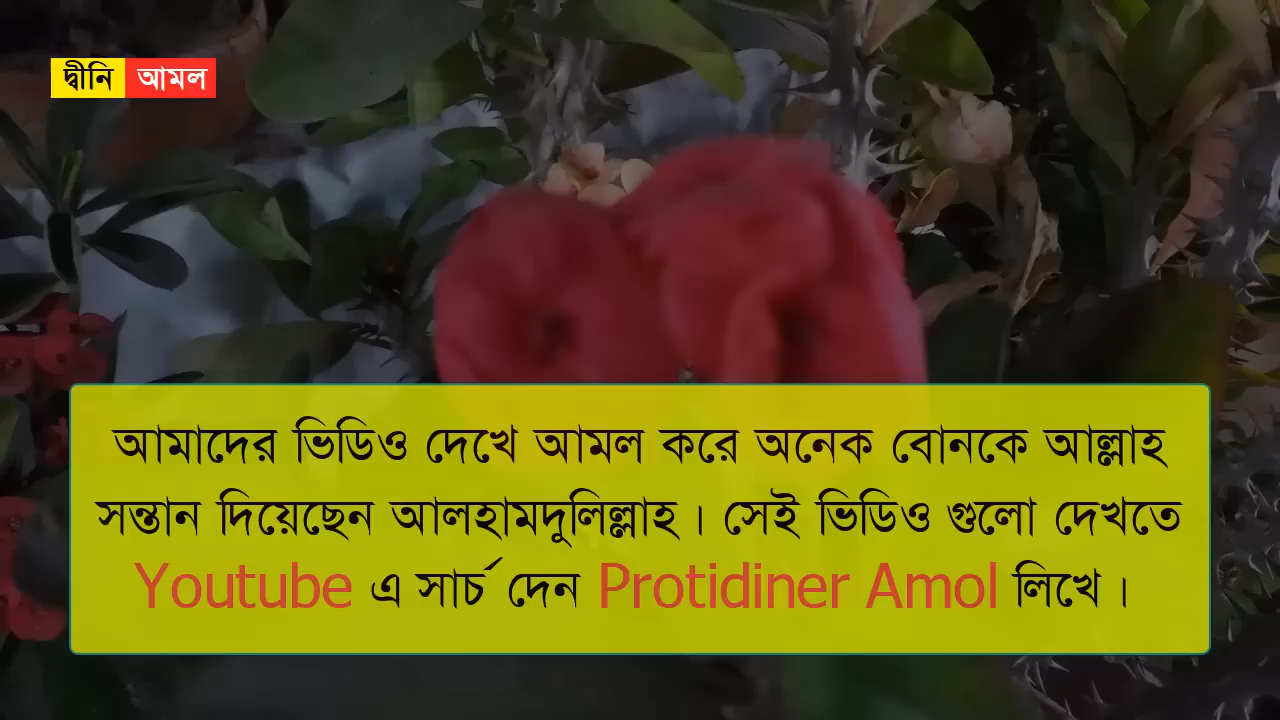 দ্বীনি আমল
আমাদের ভিডিও দেখে আমল করে অনেক বোনকে আল্লাহ
সন্তান দিয়েছেন আলহামদুলিল্লাহ। সেই ভিডিও গুলো দেখতে
Youtube এ সার্চ দেন Protidiner Amol লিখে।